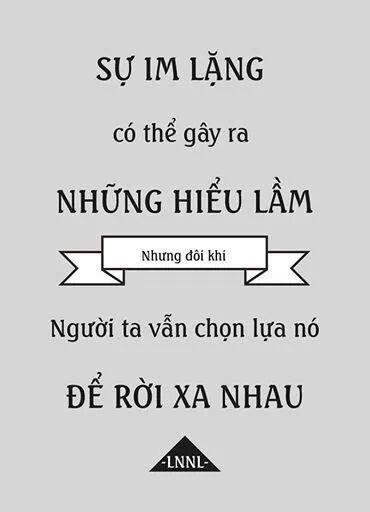 SỰ IM LẶNG
có thể gây ra
NHỮNG HIỂU LẦM
Nhưng đôi khi
Người ta vẫn chọn lựa nó
ĐỂ RỜI XA NHAU
-LNNL-